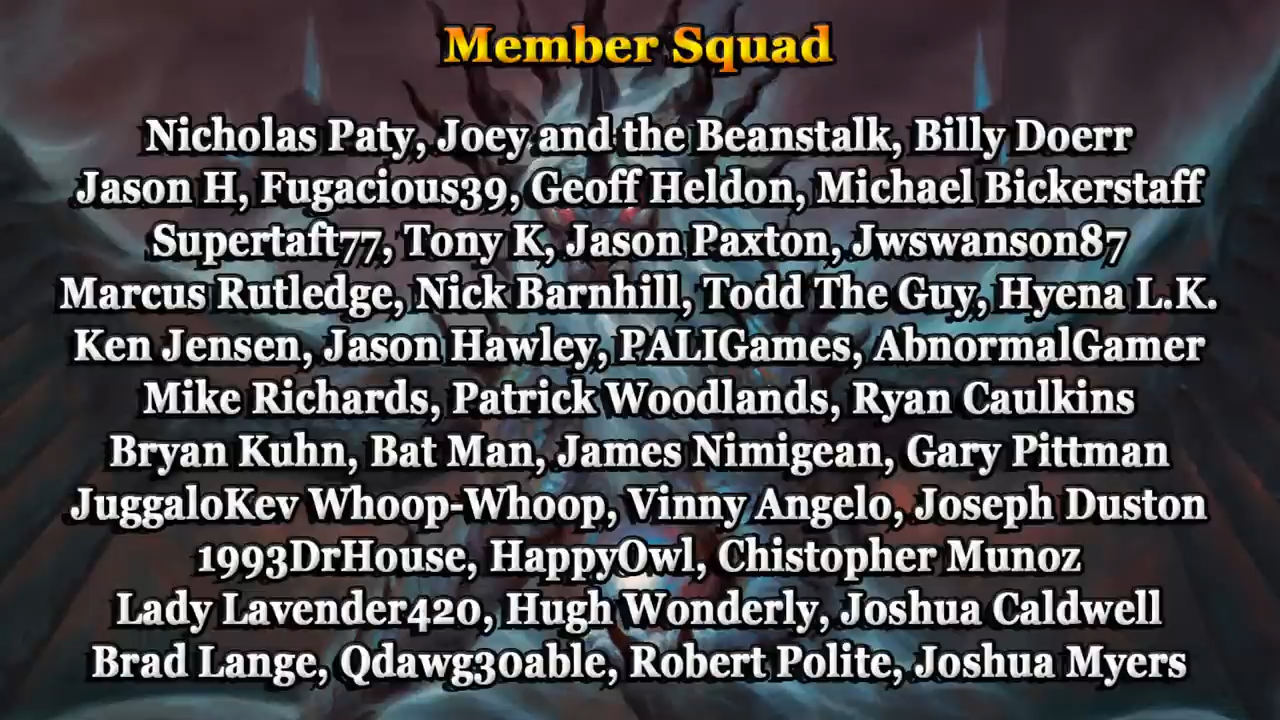 Member Squad
Nicholas Paty, Joey and the Beanstalk, Billy Doerr
Jason H, Fugacious39, Geoff Heldon, Michael Bickerstaff
Supertaft77, Tony K, Jason Paxton, Jwswanson87
Marcus Rutledge, Nick Barnhill, Todd The Guy, Hyena L.K.
Ken Jensen, Jason Hawley, PALIGames, AbnormalGamer
Mike Richards, Patrick Woodlands, Ryan Caulkins
Bryan Kuhn, Bat Man, James Nimigean, Gary Pittman
JuggaloKev Whoop-Whoop, Vinny Angelo, Joseph Duston
1993DrHouse, HappyOwl, Chistopher Munoz
Lady Lavender420, Hugh Wonderly, Joshua Caldwell
Brad Lange, Qdawg30able, Robert Polite, Joshua Myers